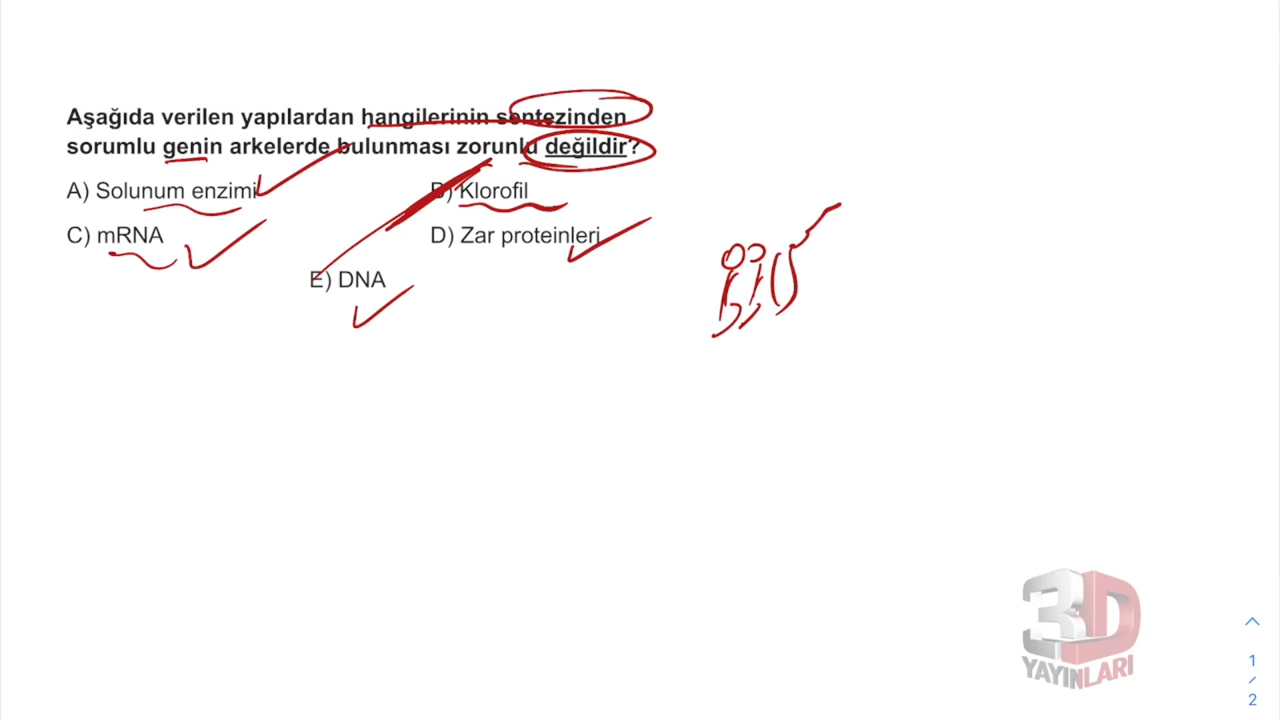 Aşağıda verilen yapılardan hangilerinin sentezinden
sorumlu genin arkelerde bulunması zorunlu değildir?
A) Solunum enzimi
B) Klorofil
C) mRNA
D) Zar proteinleri
E) DNA
3D
YAYINLARI
1
/
2